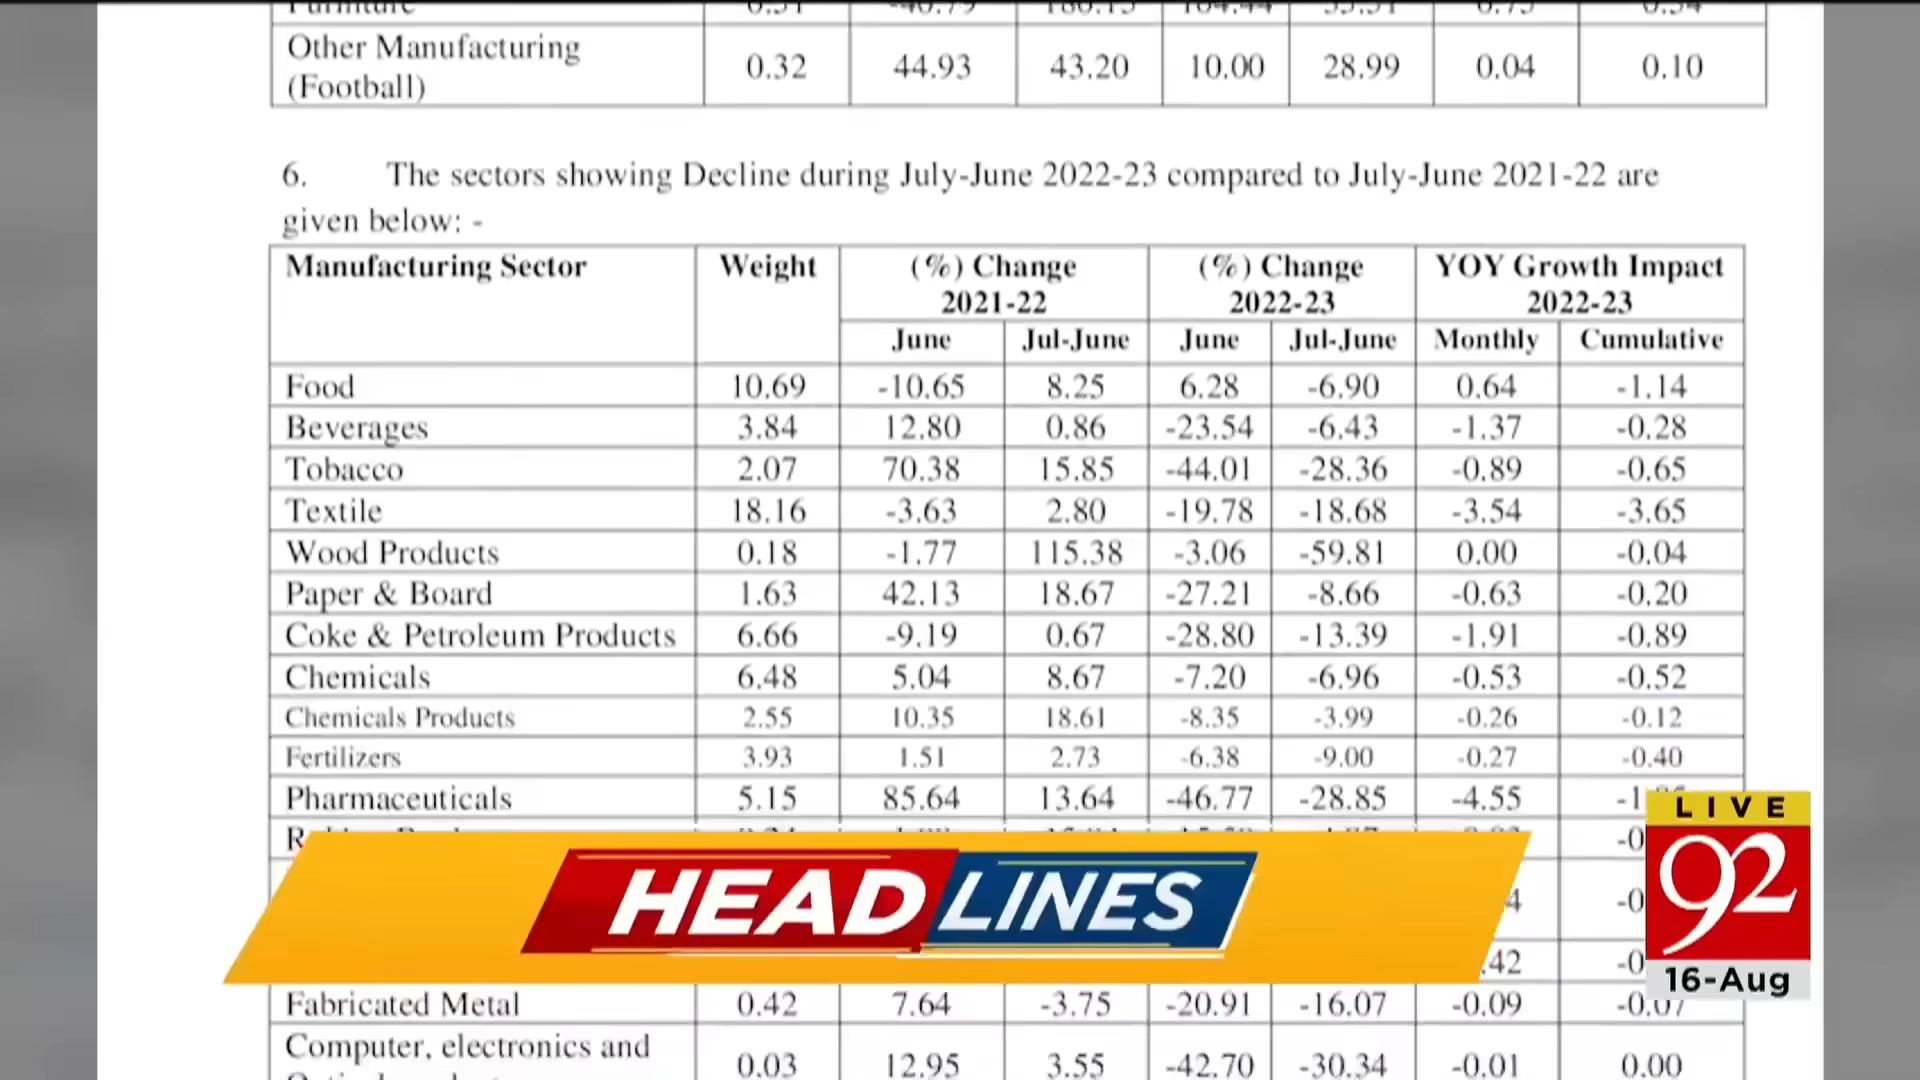 Furniture 0.51 -40.79 180.15 104.44 0.54
Other Manufacturing (Football) 0.32 44.93 43.20 10.00 28.99 0.04 0.10
6. The sectors showing Decline during July-June 2022-23 compared to July-June 2021-22 are
given below: -
Manufacturing Sector Weight (%) Change 2021-22 (%) Change 2022-23 YOY Growth Impact 2022-23
June Jul-June June Jul-June Monthly Cumulative
Food 10.69 -10.65 8.25 6.28 -6.90 0.64 -1.14
Beverages 3.84 12.80 0.86 -23.54 -6.43 -1.37 -0.28
Tobacco 2.07 70.38 15.85 -44.01 -28.36 -0.89 -0.65
Textile 18.16 -3.63 2.80 -19.78 -18.68 -3.54 -3.65
Wood Products 0.18 -1.77 115.38 -3.06 -59.81 0.00 -0.04
Paper & Board 1.63 42.13 18.67 -27.21 -8.66 -0.63 -0.20
Coke & Petroleum Products 6.66 -9.19 0.67 -28.80 -13.39 -1.91 -0.89
Chemicals 6.48 5.04 8.67 -7.20 -6.96 -0.53 -0.52
Chemicals Products 2.55 10.35 18.61 -8.35 -3.99 -0.26 -0.12
Fertilizers 3.93 1.51 2.73 -6.38 -9.00 -0.27 -0.40
Pharmaceuticals 5.15 85.64 13.64 -46.77 -28.85 -4.55
LIVE
92
16-Aug
HEADLINES
Fabricated Metal 0.42 7.64 -3.75 -20.91 -16.07 -0.09 -0.07
Computer, electronics and 0.03 12.95 3.55 -42.70 -30.34 -0.01 0.00